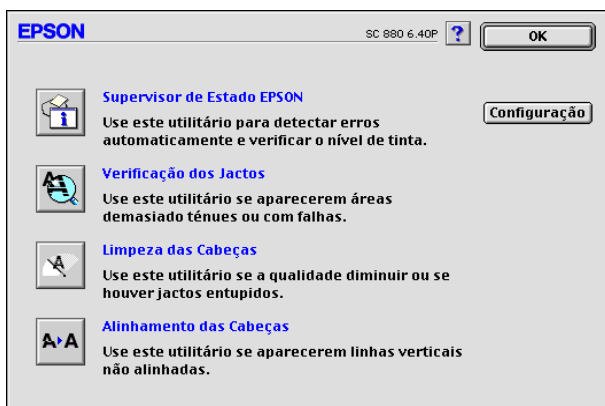 EPSON
SC 880 6.40P
?
OK
Supervisor de Estado EPSON
Use este utilitário para detectar erros
automaticamente e verificar o nível de tinta.
Configuração
Verificação dos Jactos
Use este utilitário se aparecerem áreas
demasiado ténues ou com falhas.
Limpeza das Cabeças
Use este utilitário se a qualidade diminuir ou se
houver jactos entupidos.
Alinhamento das Cabeças
Use este utilitário se aparecerem linhas verticais
não alinhadas.